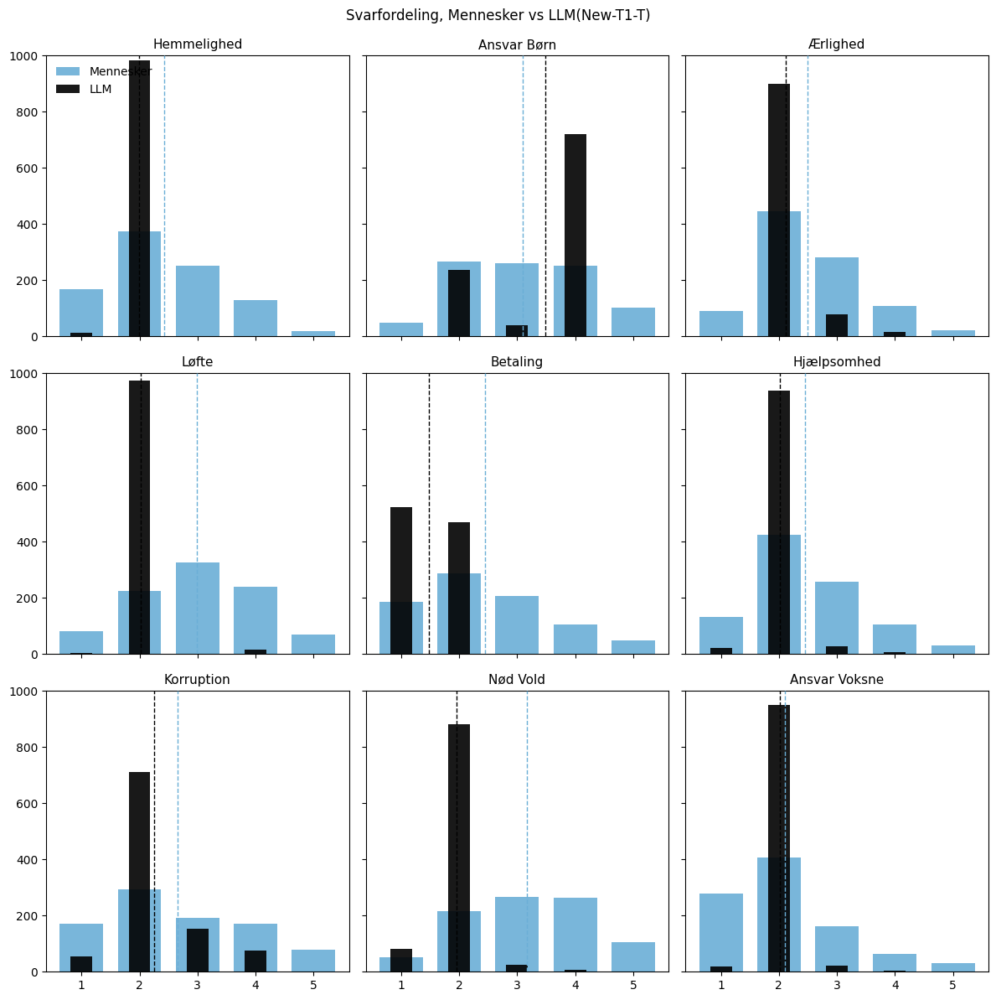 Svarfordeling, Mennesker vs LLM(New-T1-T)
Hemmelighed
Ansvar Børn
Ærlighed
1000
800
600
400
200
0
Mennesker
LLM
Løfte
Betaling
Hjælpsomhed
1000
800
600
400
200
0
Korruption
Nød Vold
Ansvar Voksne
1000
800
600
400
200
0
1 2 3 4 5
1 2 3 4 5
1 2 3 4 5